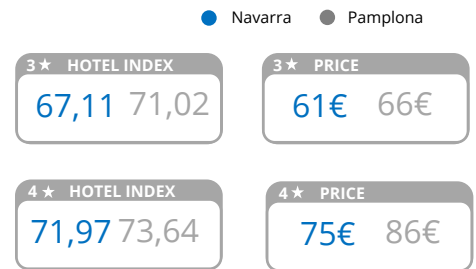 Navarra Pamplona
3★ HOTEL INDEX
67,11 71,02
3★ PRICE
61€ 66€
4★ HOTEL INDEX
71,97 73,64
4★ PRICE
75€ 86€